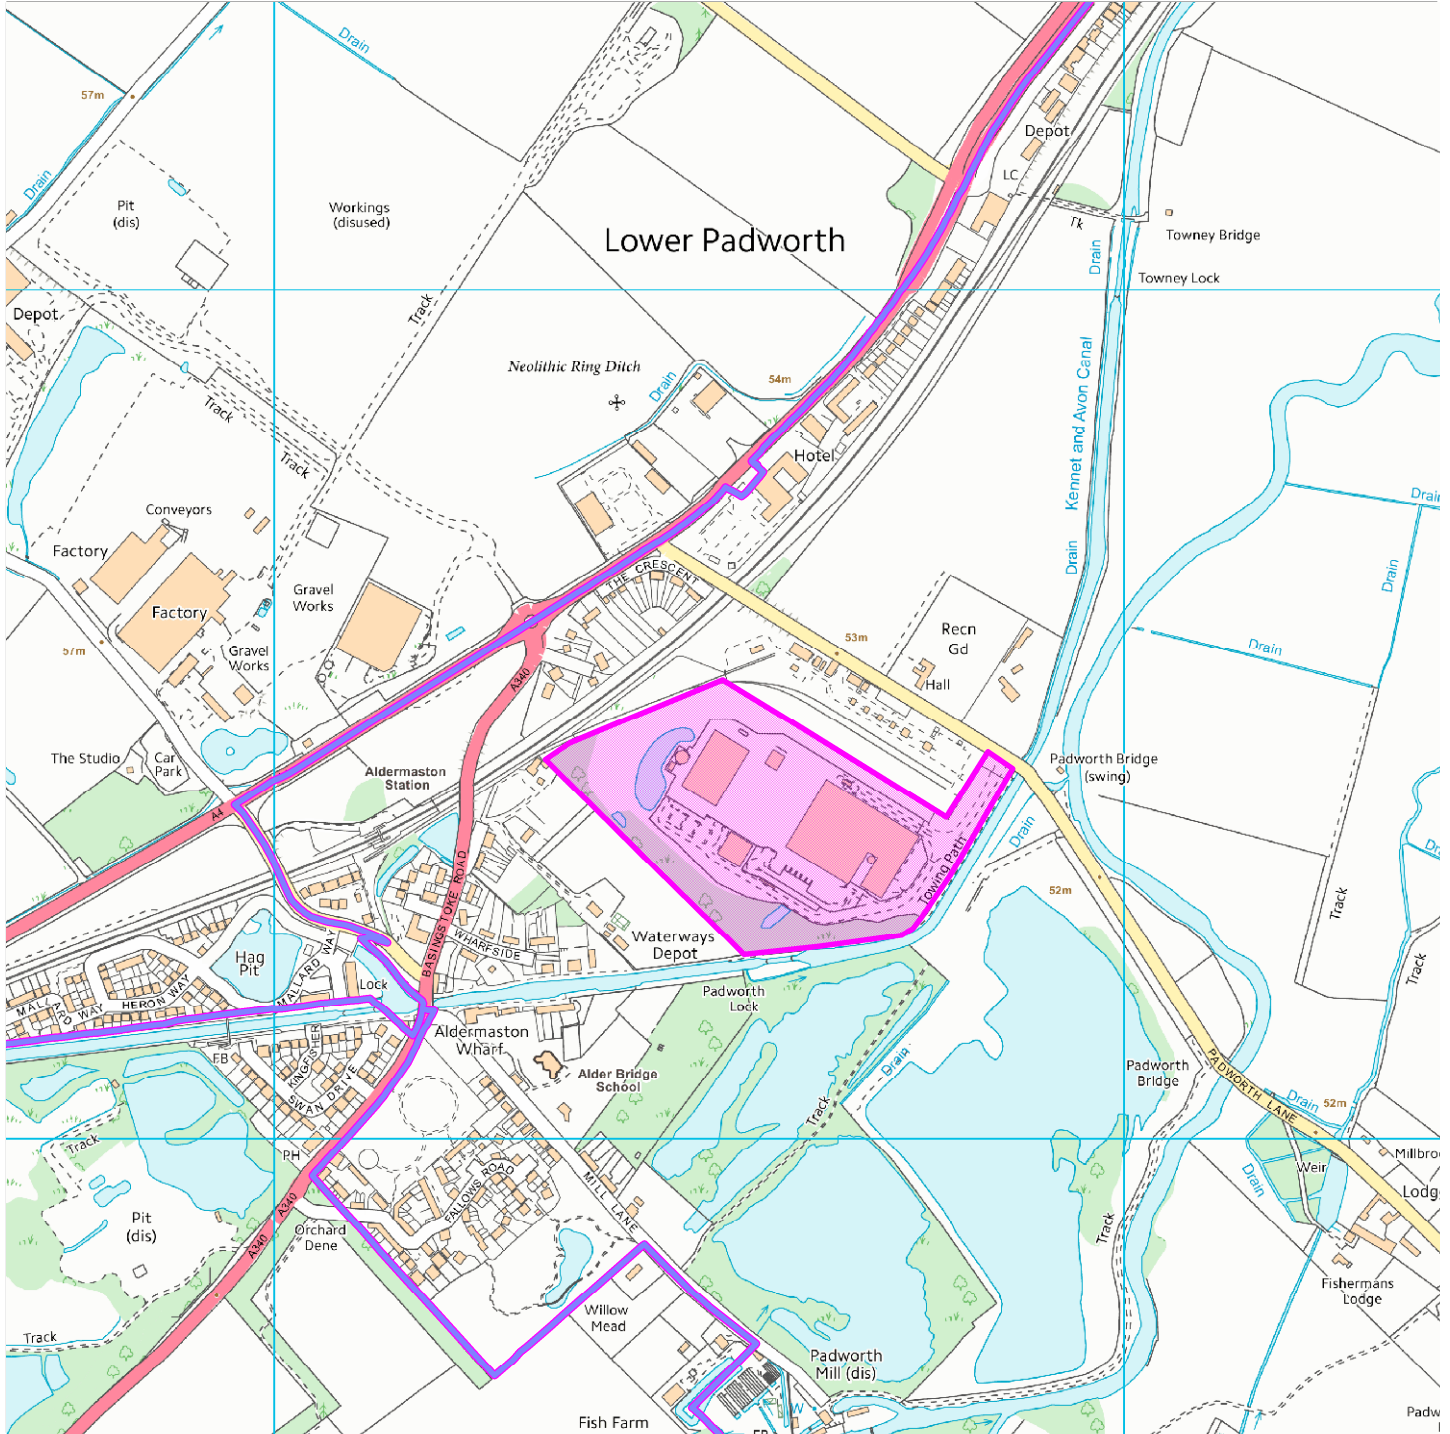 Drain
57m
Depot
LC
Drain
Pit
(dis)
Workings
(disused)
Tk
Lower Padworth
Towney Bridge
Drain
Towney Lock
Depot
Track
Neolithic Ring Ditch
Drain
54m
Kennet and Avon Canal
Track
Hotel
Track
Drain
Conveyors
Factory
Drain
THE CRESCENT
Drain
Gravel
Works
Factory
Recn
Gd
53m
Drain
57m
Gravel
Works
A340
Hall
The Studio
Car
Park
Aldermaston
Station
Padworth Bridge
(swing)
A4
Drain
Towing Path
52m
Track
BASINGSTOKE ROAD
WHARFSIDE
Waterways
Depot
Hag
Pit
MALLARD WAY
Lock
HERON WAY
MALLARD WAY
Padworth
Lock
Track
Aldermaston
Wharf
FB
KINGFISHER
SWAN DRIVE
Alder Bridge
School
Drain
Padworth
Bridge
PADWORTH LANE
Drain
52m
Track
Track
PH
Millbro
Weir
Lodg
Drain
FALLOWS ROAD
MILL LANE
A340
Pit
(dis)
Orchard
Dene
A340
Track
Fishermans
Lodge
Willow
Mead
Track
Padworth
Mill (dis)
W
Fish Farm
Padw